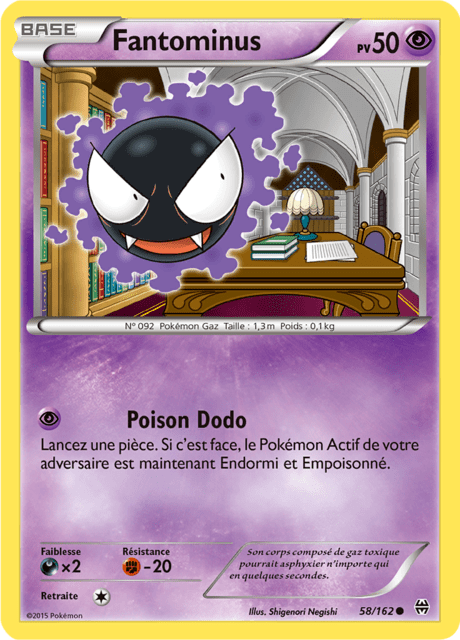 BASE
Fantominus
PV50
N° 092 Pokémon Gaz Taille : 1,3 m Poids : 0,1 kg
Poison Dodo
Lancez une pièce. Si c'est face, le Pokémon Actif de votre
adversaire est maintenant Endormi et Empoisonné.
Faiblesse
×2
Résistance
-20
Son corps composé de gaz toxique
pourrait asphyxier n'importe qui
en quelques secondes.
Retraite
©2015 Pokémon
Illus. Shigenori Negishi
58/162